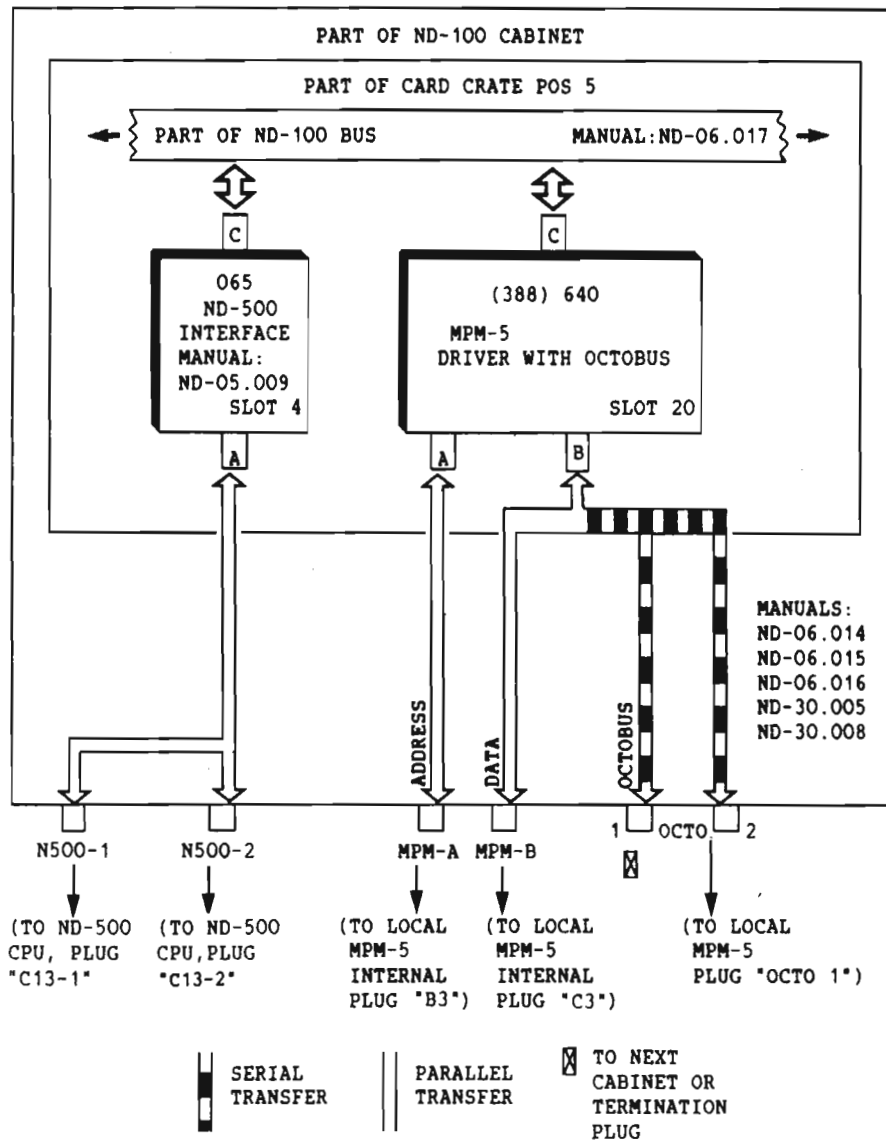 PART OF ND-100 CABINET
PART OF CARD CRATE POS 5
PART OF ND-100 BUS
MANUAL:ND-06.017
C
C
065
ND-500
INTERFACE
MANUAL:
ND-05.009
SLOT 4
(388) 640
MPM-5
DRIVER WITH OCTOBUS
SLOT 20
A
A
B
MANUALS:
ND-06.014
ND-06.015
ND-06.016
ND-30.005
ND-30.008
ADDRESS
DATA
OCTOBUS
N500-1
N500-2
MPM-A
MPM-B
1 OCTO. 2
(TO ND-500
CPU, PLUG
"C13-1"
(TO ND-500
CPU,PLUG
"C13-2"
(TO LOCAL
MPM-5
INTERNAL
PLUG "B3")
(TO LOCAL
MPM-5
INTERNAL
PLUG "C3")
(TO LOCAL
MPM-5
PLUG "OCTO 1")
SERIAL
TRANSFER
PARALLEL
TRANSFER
TO NEXT
CABINET OR
TERMINATION
PLUG